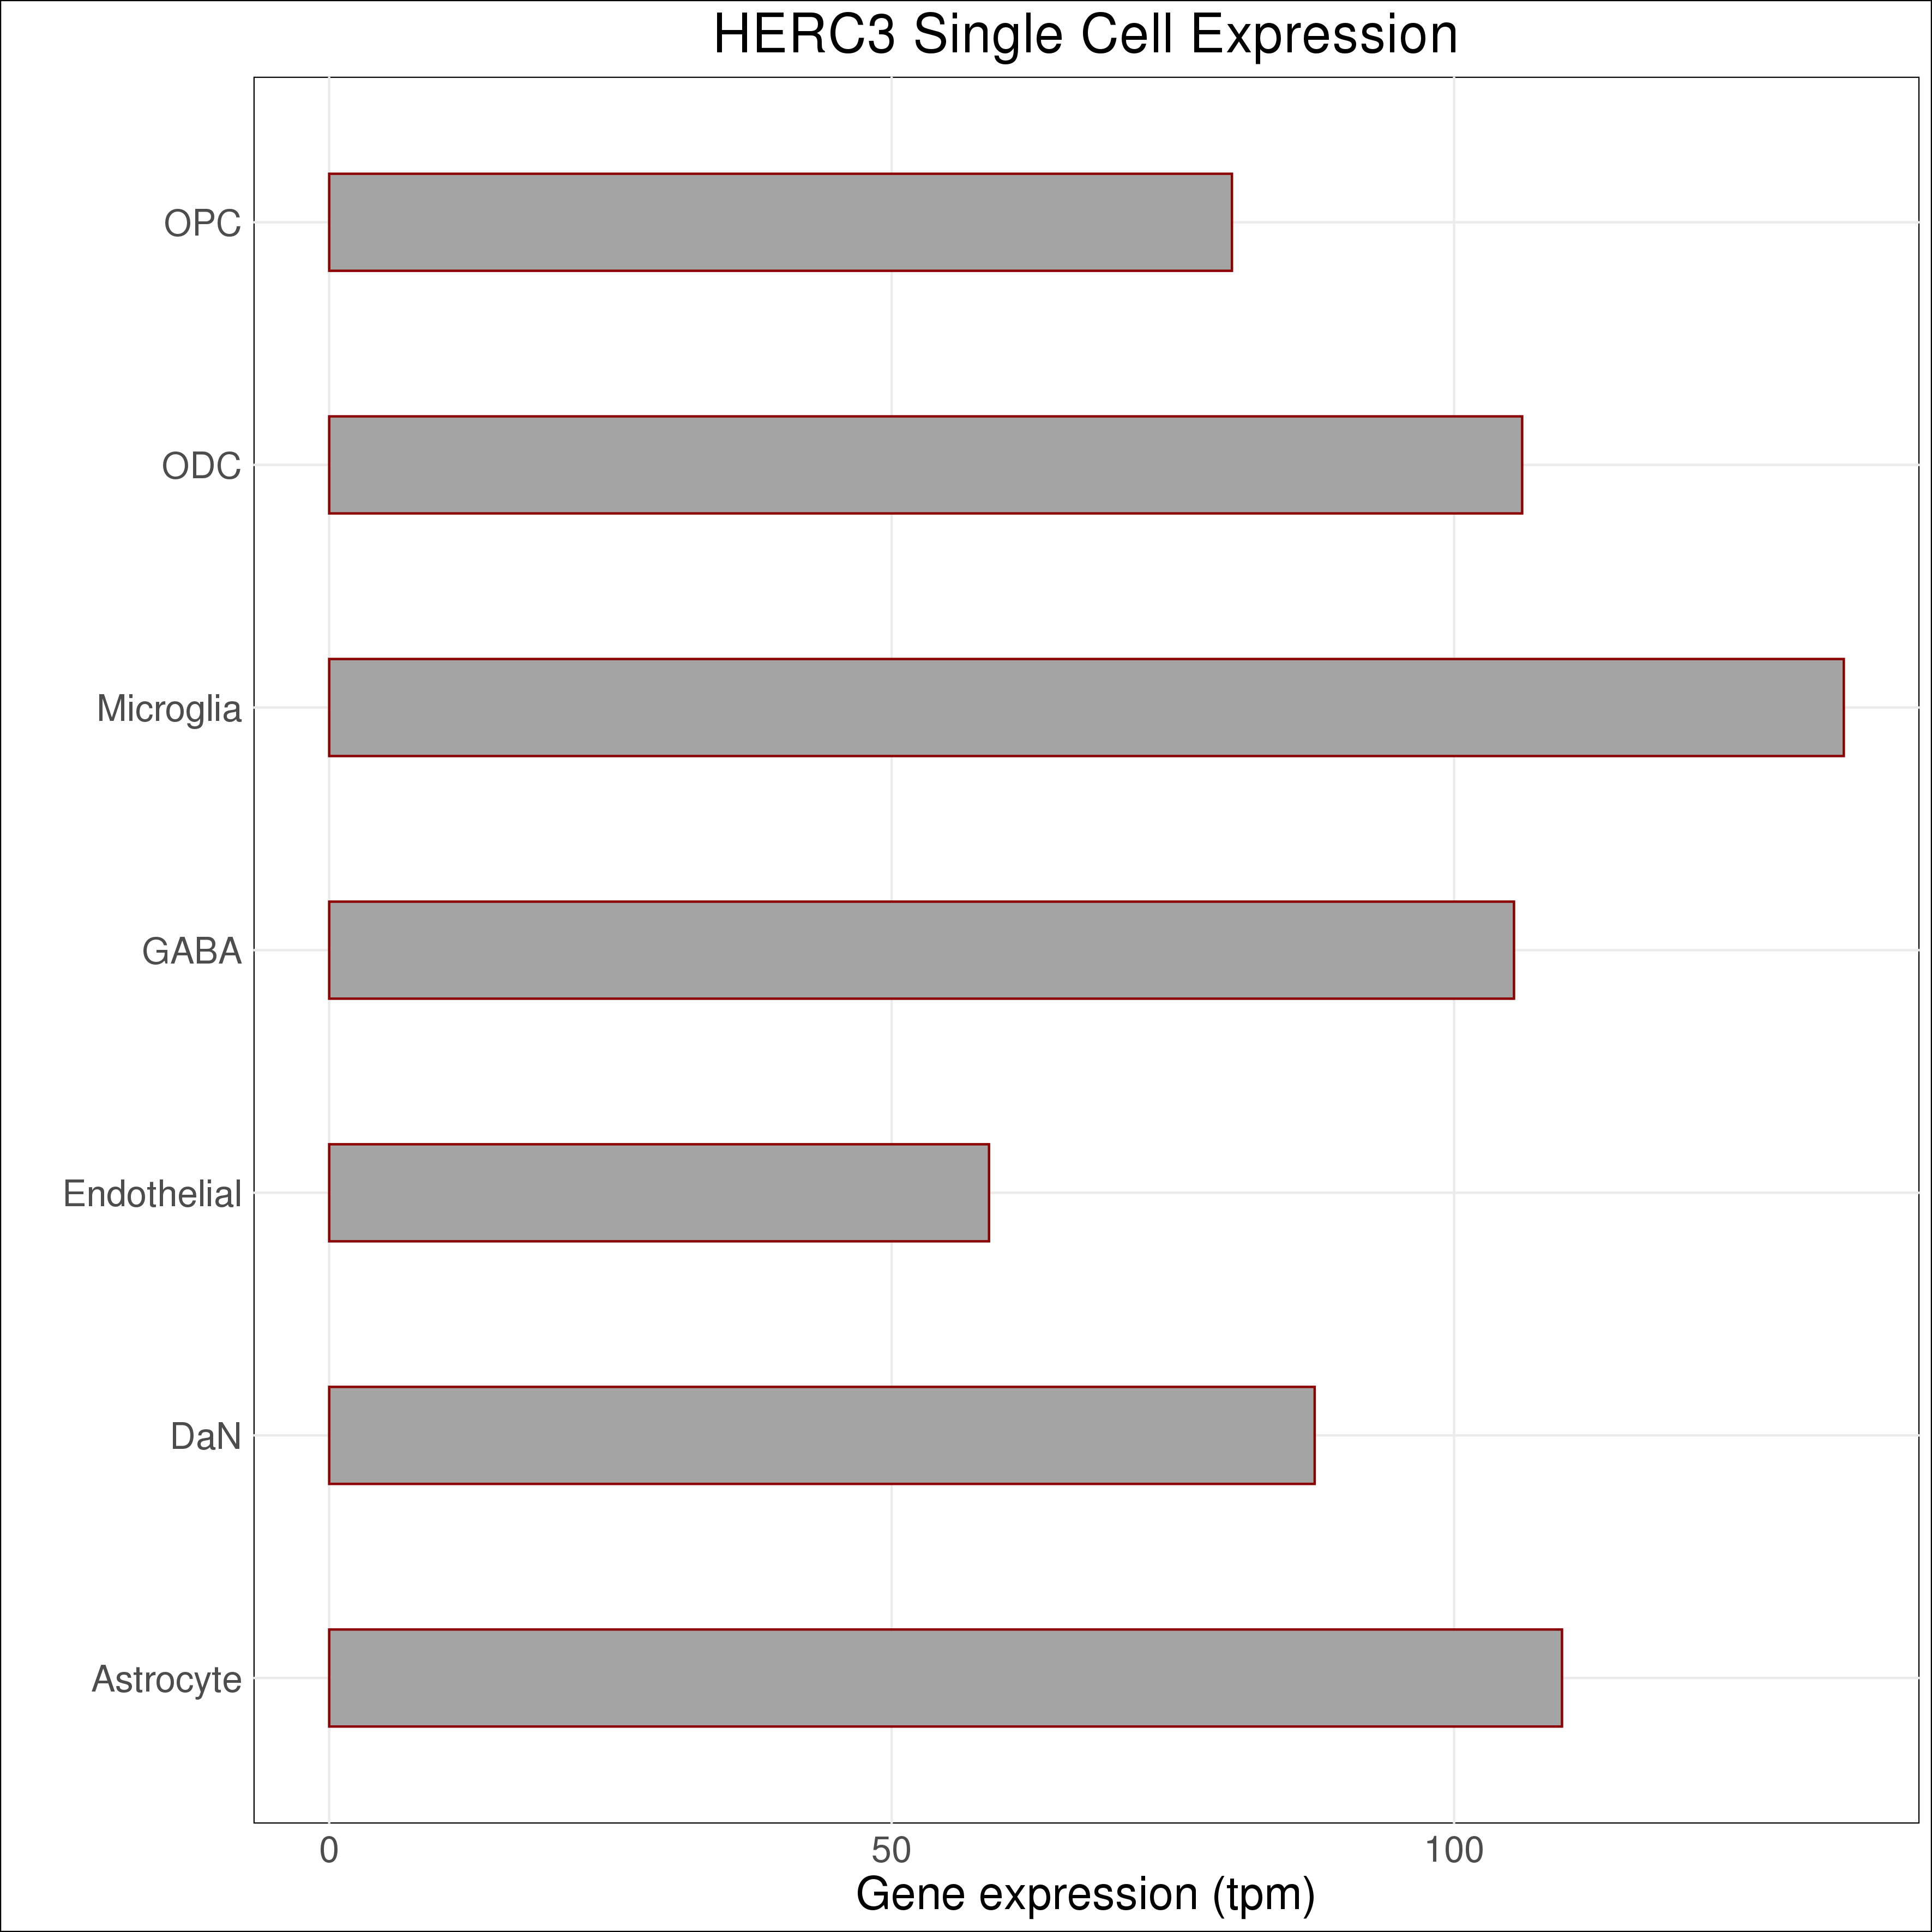 HERC3 Single Cell Expression
OPC
ODC
Microglia
GABA
Endothelial
DaN
Astrocyte
0 50 100
Gene expression (tpm)